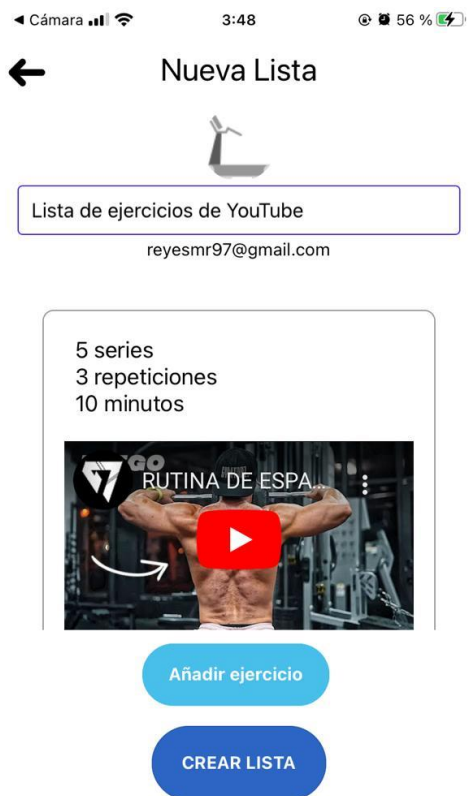 ◀ Cámara
3:48
56 %
Nueva Lista
Lista de ejercicios de YouTube
reyesmr97@gmail.com
5 series
3 repeticiones
10 minutos
GO
RUTINA DE ESPA...
Añadir ejercicio
CREAR LISTA